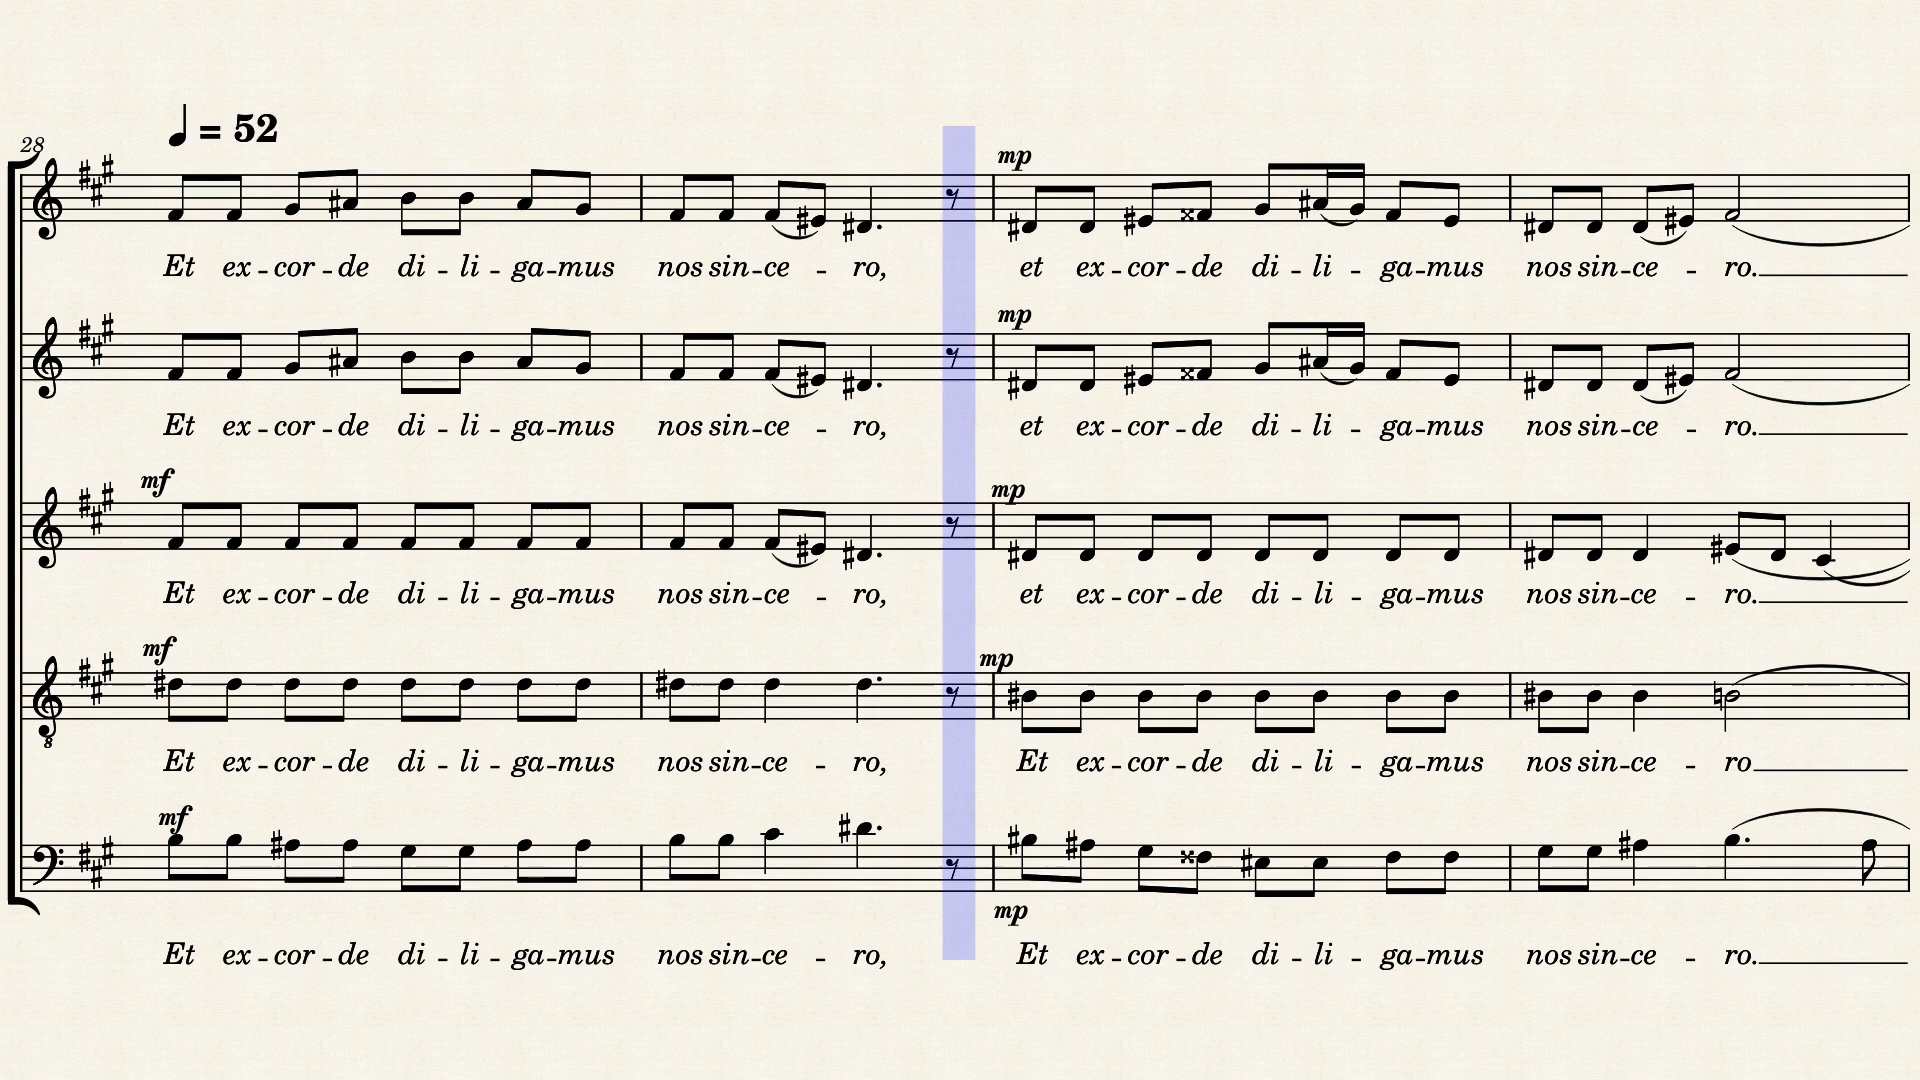 = 52
28
mp
Et ex - cor - de di - li - ga - mus nos sin - ce - ro, et ex - cor - de di - li - ga - mus nos sin - ce - ro.
mp
Et ex - cor - de di - li - ga - mus nos sin - ce - ro, et ex - cor - de di - li - ga - mus nos sin - ce - ro.
mf mp
Et ex - cor - de di - li - ga - mus nos sin - ce - ro, et ex - cor - de di - li - ga - mus nos sin - ce - ro.
mf mp
8
Et ex - cor - de di - li - ga - mus nos sin - ce - ro, Et ex - cor - de di - li - ga - mus nos sin - ce - ro
mf
mp
Et ex - cor - de di - li - ga - mus nos sin - ce - ro, Et ex - cor - de di - li - ga - mus nos sin - ce - ro.